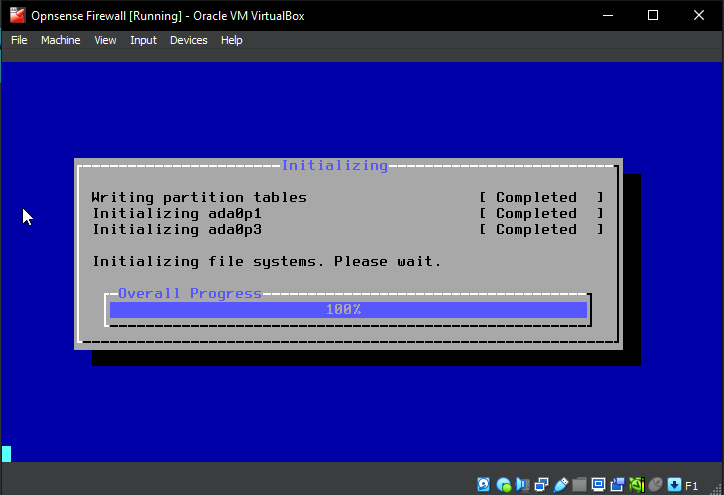 Opnsense Firewall [Running] - Oracle VM VirtualBox
File Machine View Input Devices Help
Initializing
Writing partition tables [ Completed ]
Initializing ada0p1 [ Completed ]
Initializing ada0p3 [ Completed ]
Initializing file systems. Please wait.
Overall Progress
100%
F1